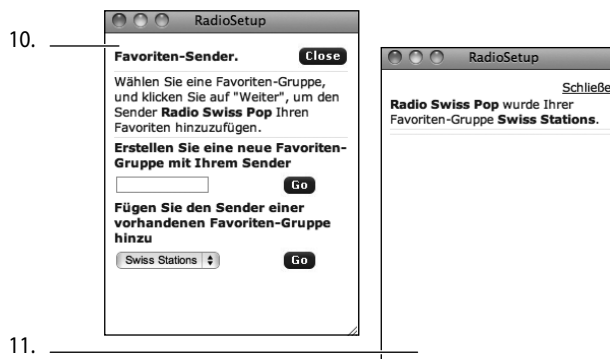 10.
RadioSetup
Favoriten-Sender.
Close
Wählen Sie eine Favoriten-Gruppe,
und klicken Sie auf "Weiter", um den
Sender Radio Swiss Pop Ihren
Favoriten hinzuzufügen.
Erstellen Sie eine neue Favoriten-
Gruppe mit Ihrem Sender
Go
Fügen Sie den Sender einer
vorhandenen Favoriten-Gruppe
hinzu
Swiss Stations
Go
RadioSetup
Schließe
Radio Swiss Pop wurde Ihrer
Favoriten-Gruppe Swiss Stations.
11.